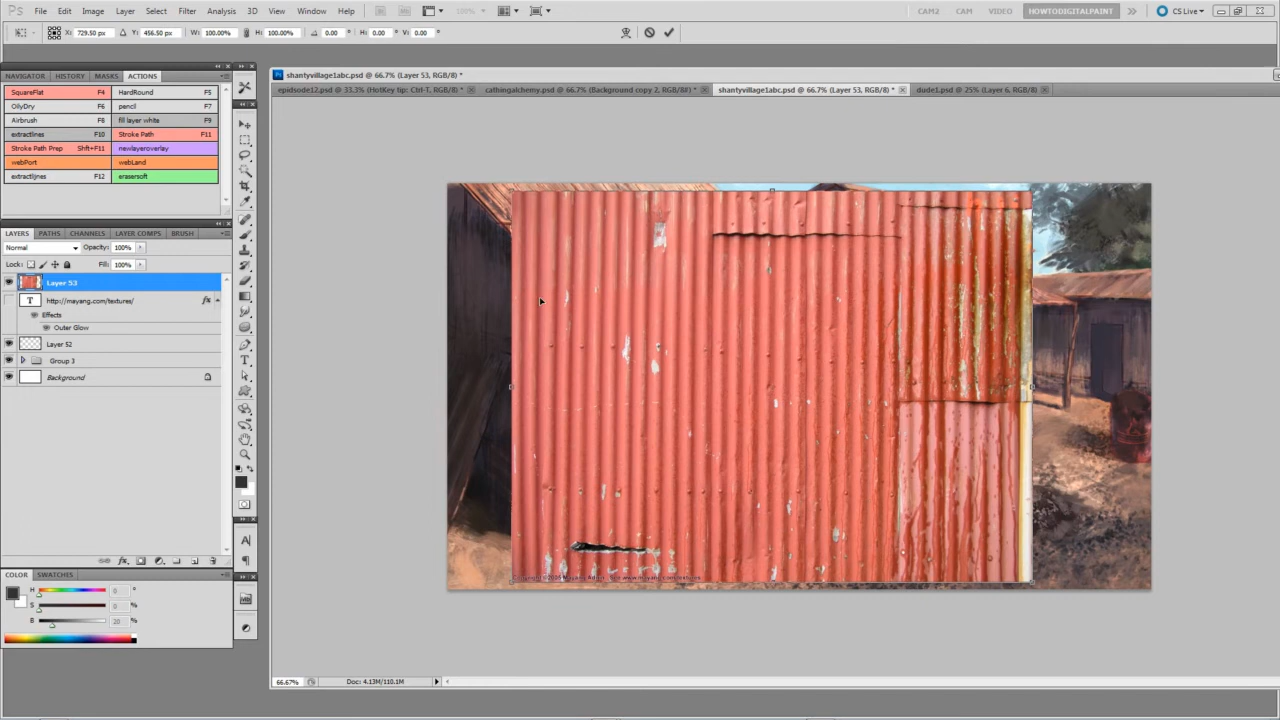 Ps File Edit Image Layer Select Filter Analysis 3D View Window Help 100% CAM2 CAM VIDEO HOWTODIGITALPAINT CS Live
X: 729.50 px Y: 456.50 px W: 100.00% H: 100.00% 0.00 ° H: 0.00 ° V: 0.00 °
shantyvillage1abc.psd @ 66.7% (Layer 53, RGB/8) *
NAVIGATOR HISTORY MASKS ACTIONS
epidsode12.psd @ 33.3% (HotKey tip: Ctrl-T, RGB/8) * cathingalchemy.psd @ 66.7% (Background copy 2, RGB/8#) * shantyvillage1abc.psd @ 66.7% (Layer 53, RGB/8) * dude1.psd @ 25% (Layer 6, RGB/8)
SquareFlat F4 HardRound F5
OilyDry F6 pencil F7
Airbrush F8 fill layer white F9
extractlines F10 Stroke Path F11
Stroke Path Prep Shft+F11 newlayeroverlay
webPort webLand
extractlijnes F12 erasersoft
LAYERS PATHS CHANNELS LAYER COMPS BRUSH
Normal Opacity: 100%
Lock: Fill: 100%
Layer 53
T http://mayang.com/textures/ fx
Effects
Outer Glow
Layer 52
Group 3
Background
COLOR SWATCHES
H 0 °
S 0 %
B 20 %
66.67% Doc: 4.13M/110.1M